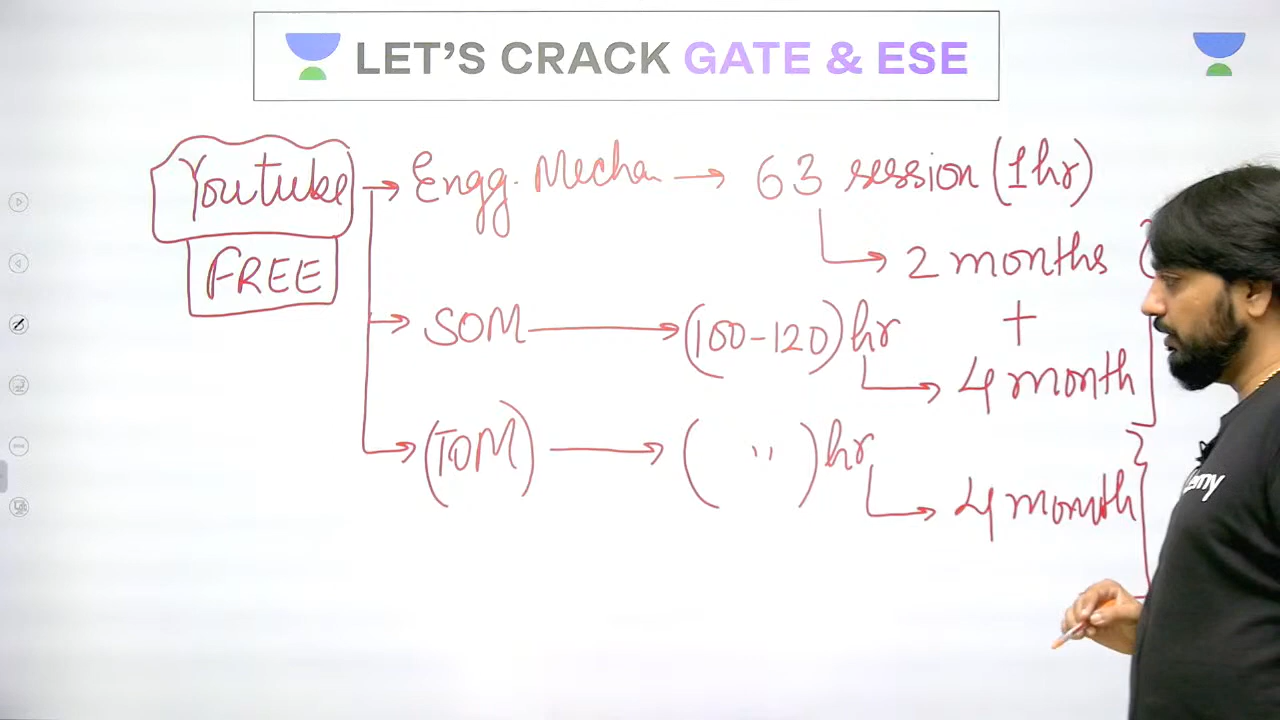 LET'S CRACK GATE & ESE
Youtube → Engg. Mechan → 63 session (1hr)
FREE
→ 2 months
SOM → (100-120) hr
+
→ 4 month
(TOM) → ( " ) hr
→ 4 month